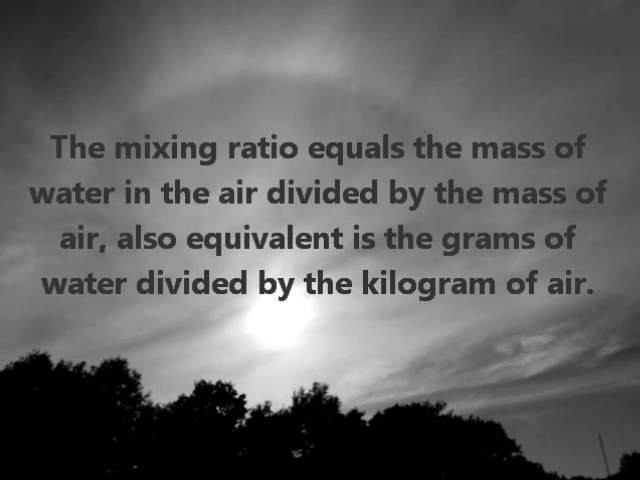 The mixing ratio equals the mass of
water in the air divided by the mass of
air, also equivalent is the grams of
water divided by the kilogram of air.